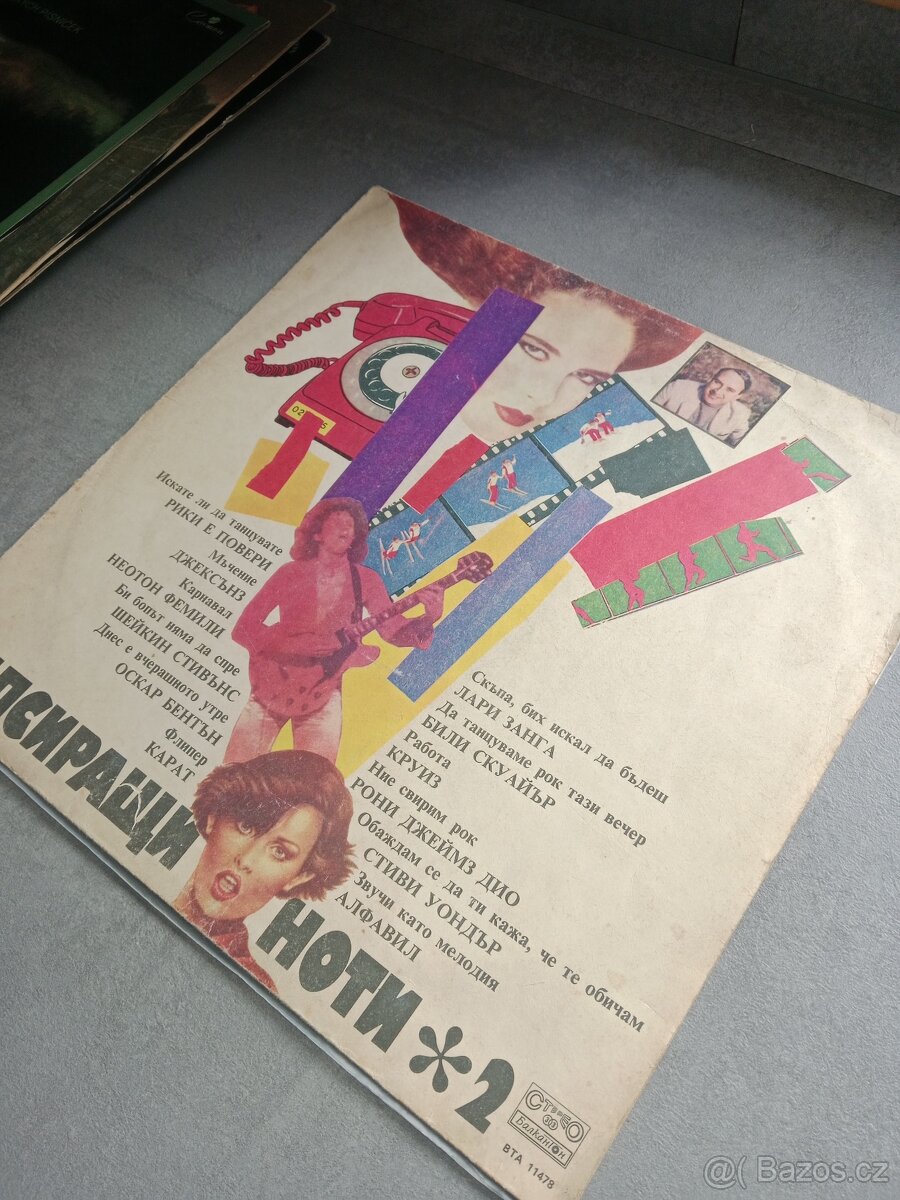 Искате ли да танцувате
РИКИ Е ПОВЕРИ
Мъчение
ДЖЕКСЪНЗ
Карнавал
НЕОТОН ФЕМИЛИ
Би бопът няма да спре
ШЕЙКИН СТИВЪНС
Днес е вчерашното утре
ОСКАР БЕНТЪН
Флипер
КАРАТ
Скъпа, бих искал да бъдеш
ЛАРИ ЗАНГА
Да танцуваме рок тази вечер
БИЛИ СКУАЙЪР
Работа
КРУИЗ
Ние свирим рок
РОНИ ДЖЕЙМЗ ДИО
Обаждам се да ти кажа, че те обичам
СТИВИ УОНДЪР
Звучи като мелодия
АЛФАВИЛ
ПСИРАЩИ
НОТИ * 2
СТЕРЕО
Балкантон
ВТА 11478
@( Bazos.cz